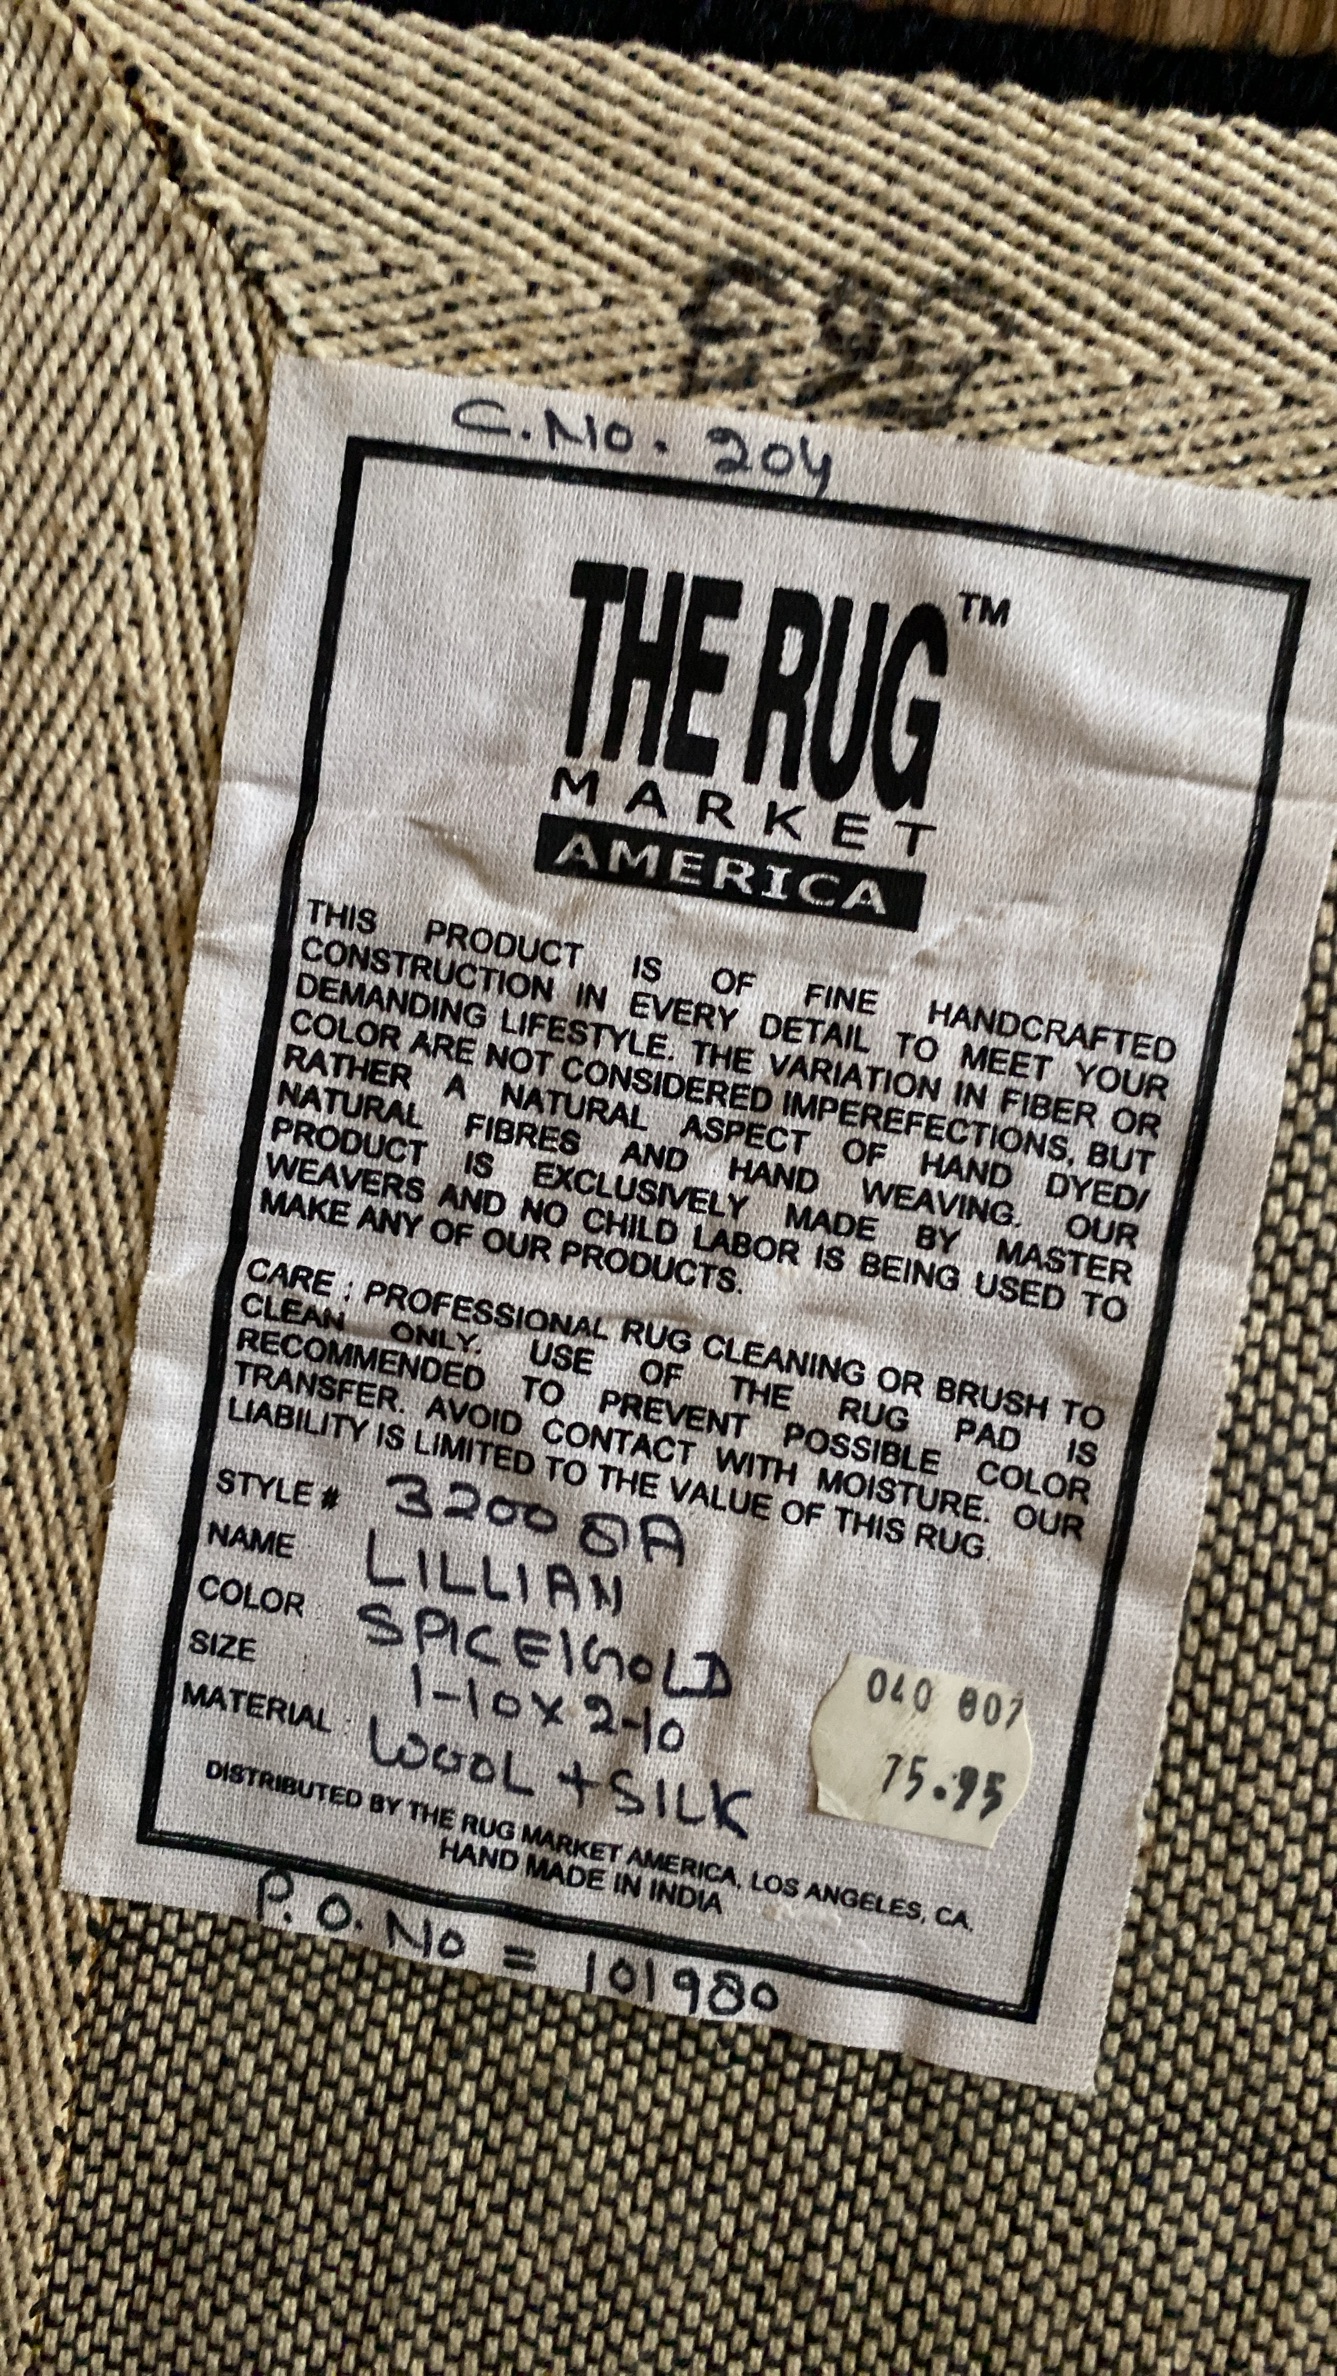 C.No. 204
THE RUG™
MARKET
AMERICA
THIS PRODUCT IS OF FINE HANDCRAFTED
CONSTRUCTION IN EVERY DETAIL TO MEET YOUR
DEMANDING LIFESTYLE. THE VARIATION IN FIBER OR
COLOR ARE NOT CONSIDERED IMPEREFECTIONS, BUT
RATHER A NATURAL ASPECT OF HAND DYED/
NATURAL FIBRES AND HAND WEAVING. OUR
PRODUCT IS EXCLUSIVELY MADE BY MASTER
WEAVERS AND NO CHILD LABOR IS BEING USED TO
MAKE ANY OF OUR PRODUCTS.
CARE : PROFESSIONAL RUG CLEANING OR BRUSH TO
CLEAN ONLY. USE OF THE RUG PAD IS
RECOMMENDED TO PREVENT POSSIBLE COLOR
TRANSFER. AVOID CONTACT WITH MOISTURE. OUR
LIABILITY IS LIMITED TO THE VALUE OF THIS RUG.
STYLE # 32008A
NAME LILLIAN
COLOR SPICE/GOLD
SIZE 1-10X2-10
MATERIAL : WOOL + SILK
040 807
75.95
DISTRIBUTED BY THE RUG MARKET AMERICA, LOS ANGELES, CA.
HAND MADE IN INDIA
P.O. No = 101980